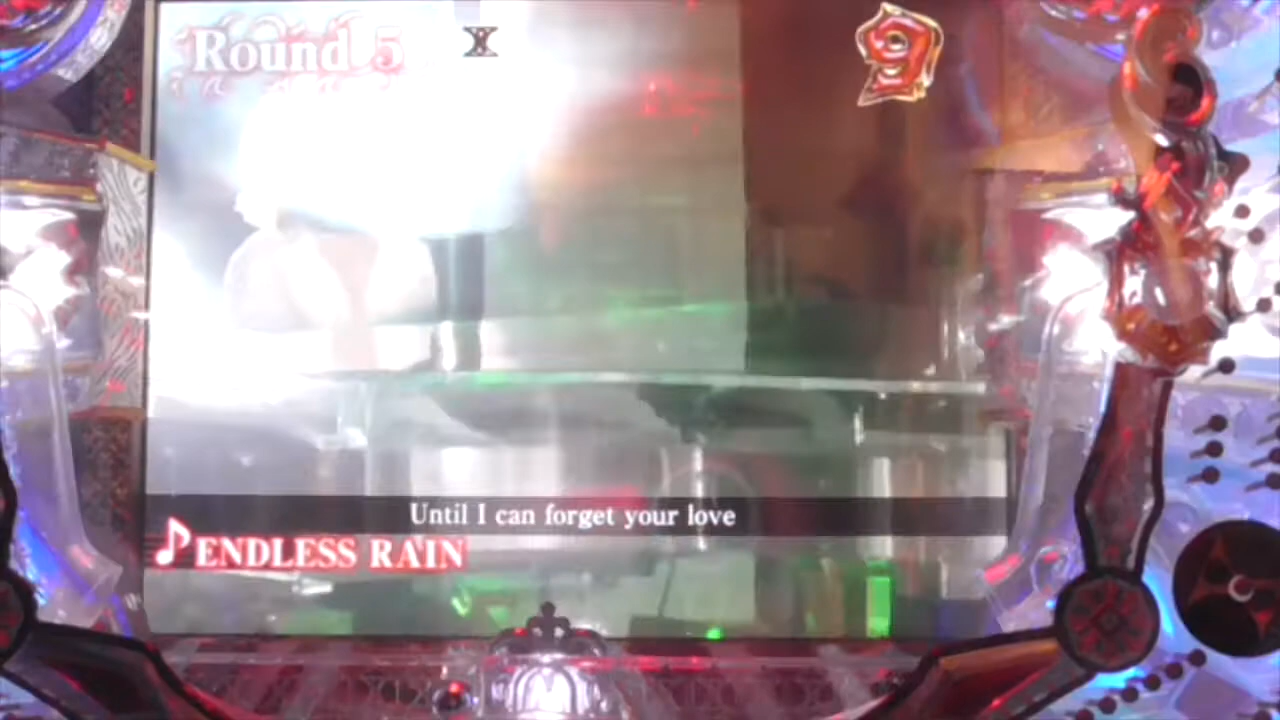 Round 5
X
9
Until I can forget your love
♪ENDLESS RAIN